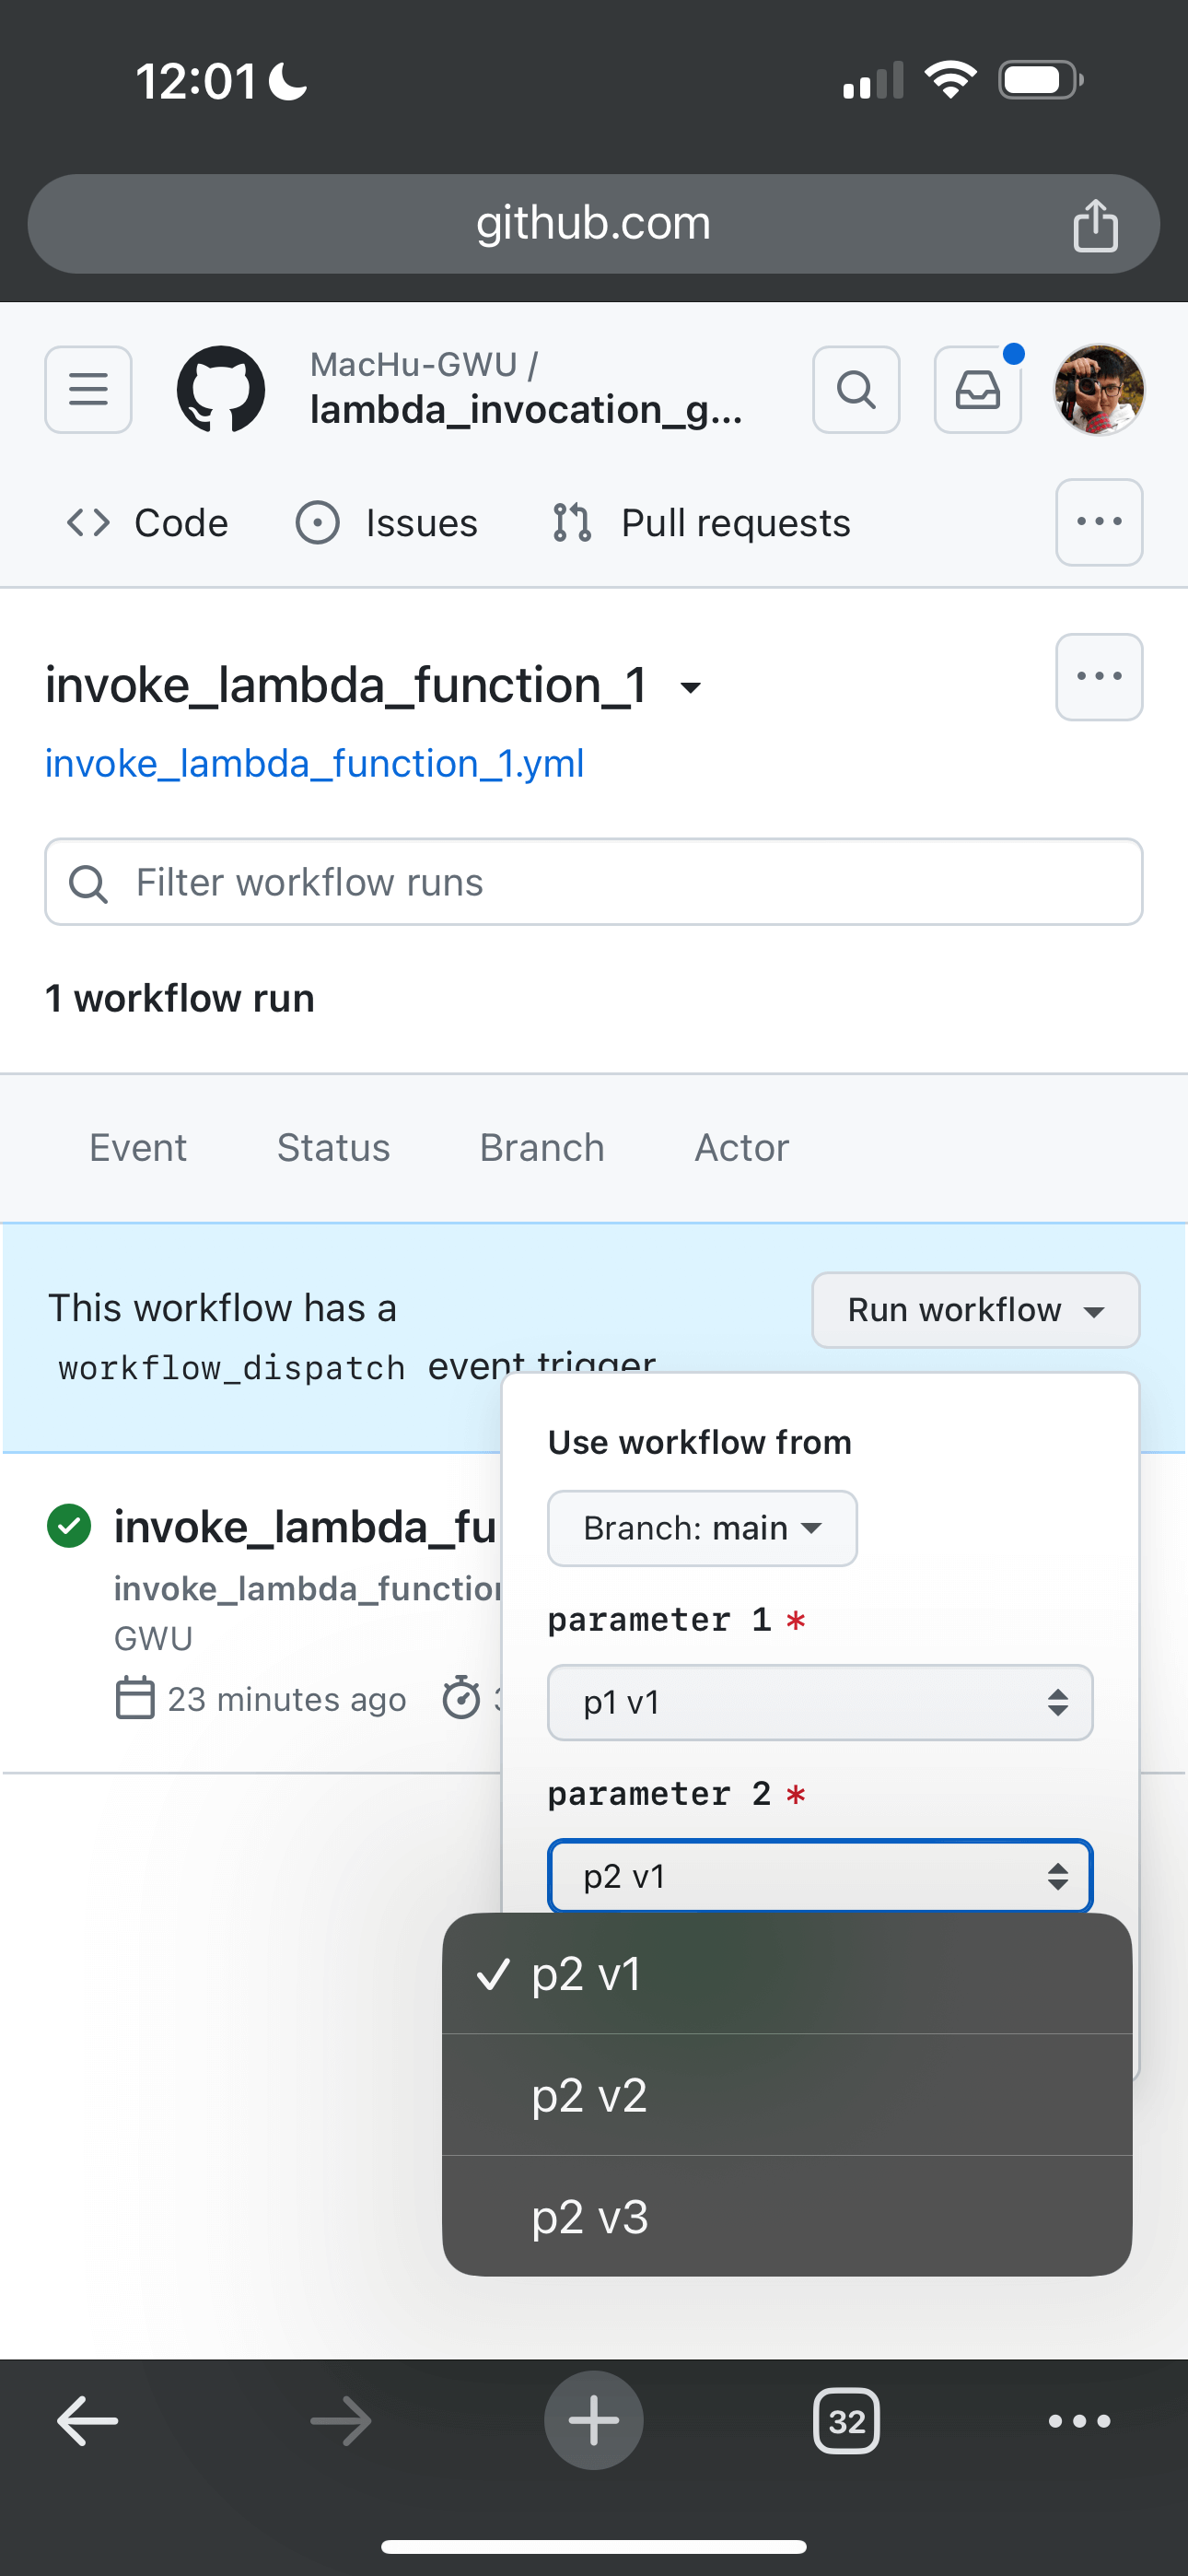 12:01
github.com
MacHu-GWU /
lambda_invocation_g...
Code Issues Pull requests
invoke_lambda_function_1
invoke_lambda_function_1.yml
Filter workflow runs
1 workflow run
Event Status Branch Actor
This workflow has a
workflow_dispatch event trigger
Run workflow
Use workflow from
Branch: main
parameter 1 *
p1 v1
parameter 2 *
p2 v1
✓ p2 v1
p2 v2
p2 v3
invoke_lambda_fu
invoke_lambda_function
GWU
23 minutes ago
32